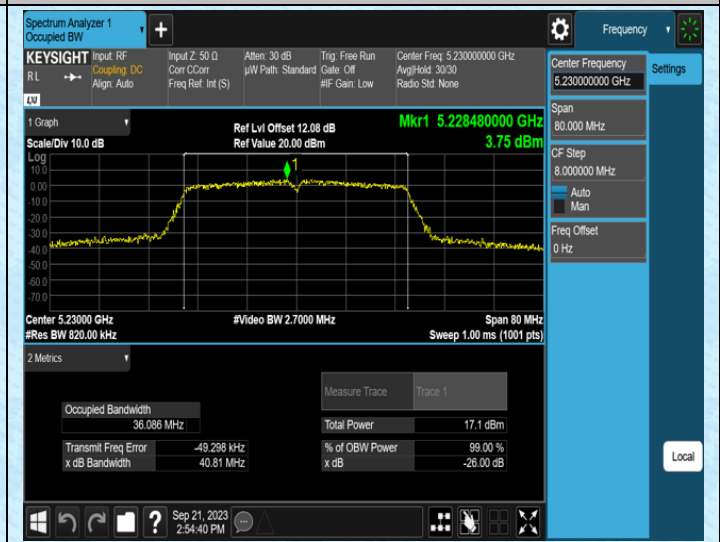 Spectrum Analyzer 1
Occupied BW
+
Frequency
KEYSIGHT
R L
LXI
Input: RF
Coupling: DC
Align: Auto
Input Z: 50 Ω
Corr CCorr
Freq Ref: Int (S)
Atten: 30 dB
µW Path: Standard
Trig: Free Run
Gate: Off
#IF Gain: Low
Center Freq: 5.230000000 GHz
Avg|Hold: 30/30
Radio Std: None
Center Frequency
5.230000000 GHz
Settings
Span
80.000 MHz
CF Step
8.000000 MHz
Auto
Man
Freq Offset
0 Hz
1 Graph
Scale/Div 10.0 dB
Ref Lvl Offset 12.08 dB
Ref Value 20.00 dBm
Mkr1 5.228480000 GHz
3.75 dBm
Log
10.0
0.00
-10.0
-20.0
-30.0
-40.0
-50.0
-60.0
-70.0
1
Center 5.23000 GHz
#Res BW 820.00 kHz
#Video BW 2.7000 MHz
Span 80 MHz
Sweep 1.00 ms (1001 pts)
2 Metrics
Measure Trace Trace 1
Occupied Bandwidth
36.086 MHz
Total Power 17.1 dBm
Transmit Freq Error -49.298 kHz
% of OBW Power 99.00 %
x dB Bandwidth 40.81 MHz
x dB -26.00 dB
Local
?
Sep 21, 2023
2:54:40 PM